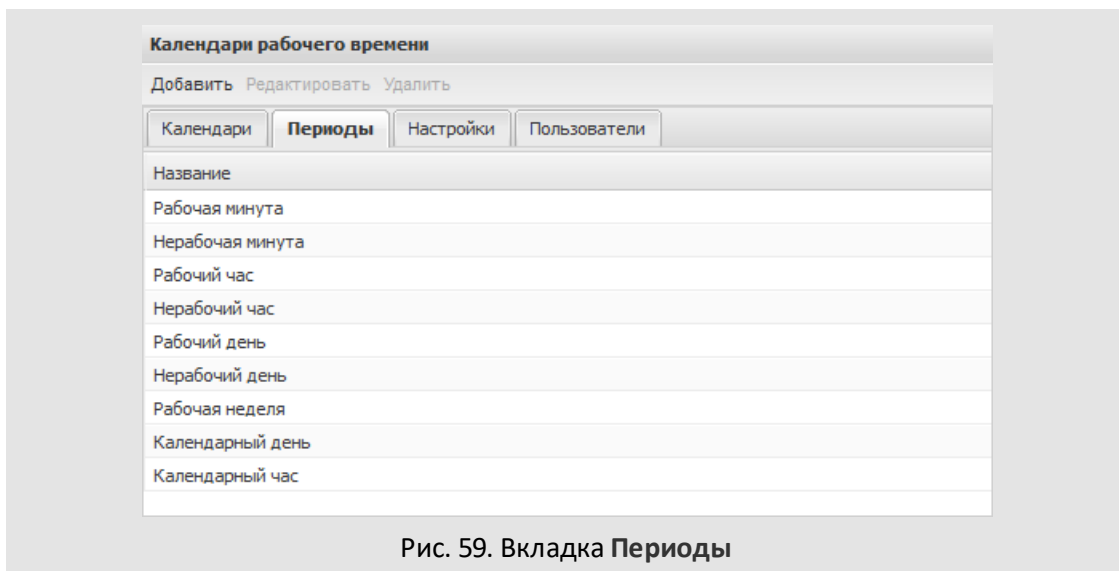 Календари рабочего времени
Добавить Редактировать Удалить
Календари Периоды Настройки Пользователи
Название
Рабочая минута
Нерабочая минута
Рабочий час
Нерабочий час
Рабочий день
Нерабочий день
Рабочая неделя
Календарный день
Календарный час
Рис. 59. Вкладка Периоды